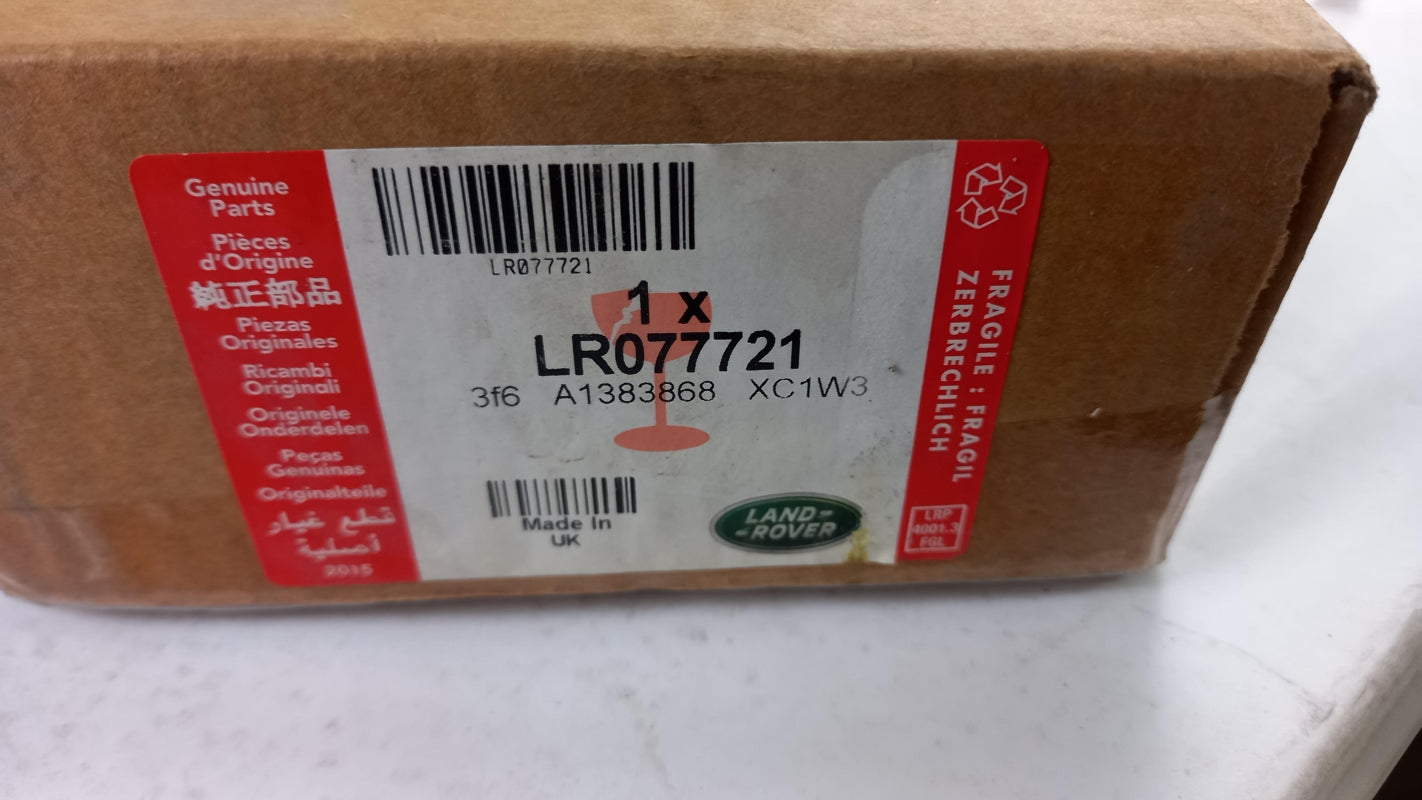 Genuine
Parts
Pièces
d'Origine
純正部品
Piezas
Originales
Ricambi
Originali
Originele
Onderdelen
Peças
Genuinas
Originalteile
قطع غيار
أصلية
2015
LR077721
1 x
LR077721
3f6 A1383868 XC1W3
Made In
UK
LAND-
-ROVER
FRAGILE : FRAGIL
ZERBRECHLICH
LRP
4001.3
FGL